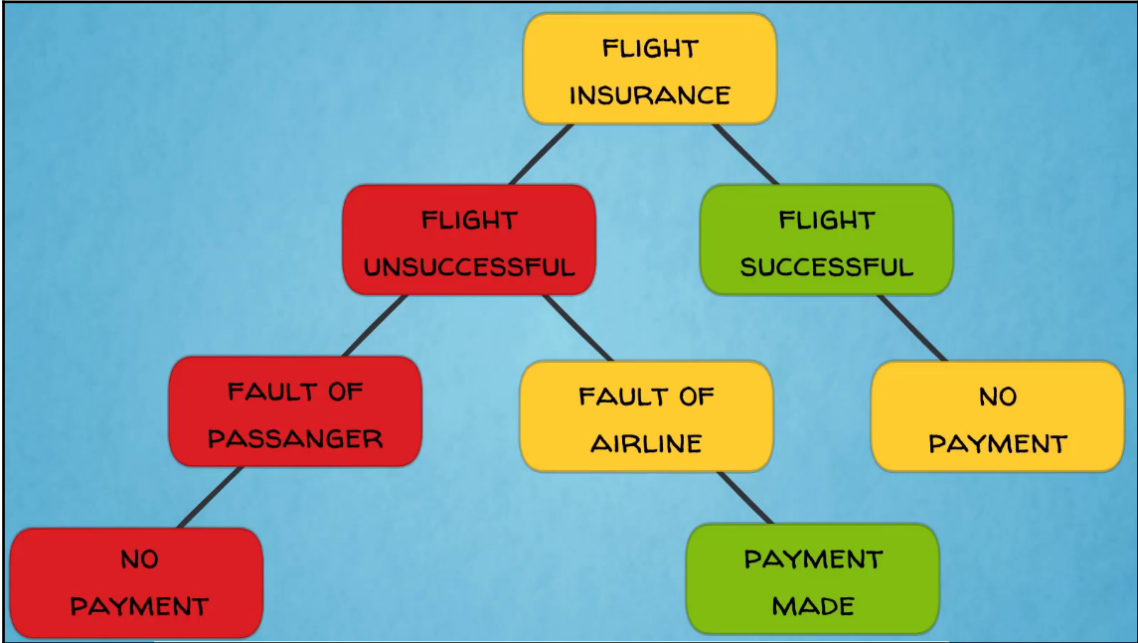 FLIGHT
INSURANCE
FLIGHT
UNSUCCESSFUL
FLIGHT
SUCCESSFUL
FAULT OF
PASSANGER
FAULT OF
AIRLINE
NO
PAYMENT
NO
PAYMENT
PAYMENT
MADE